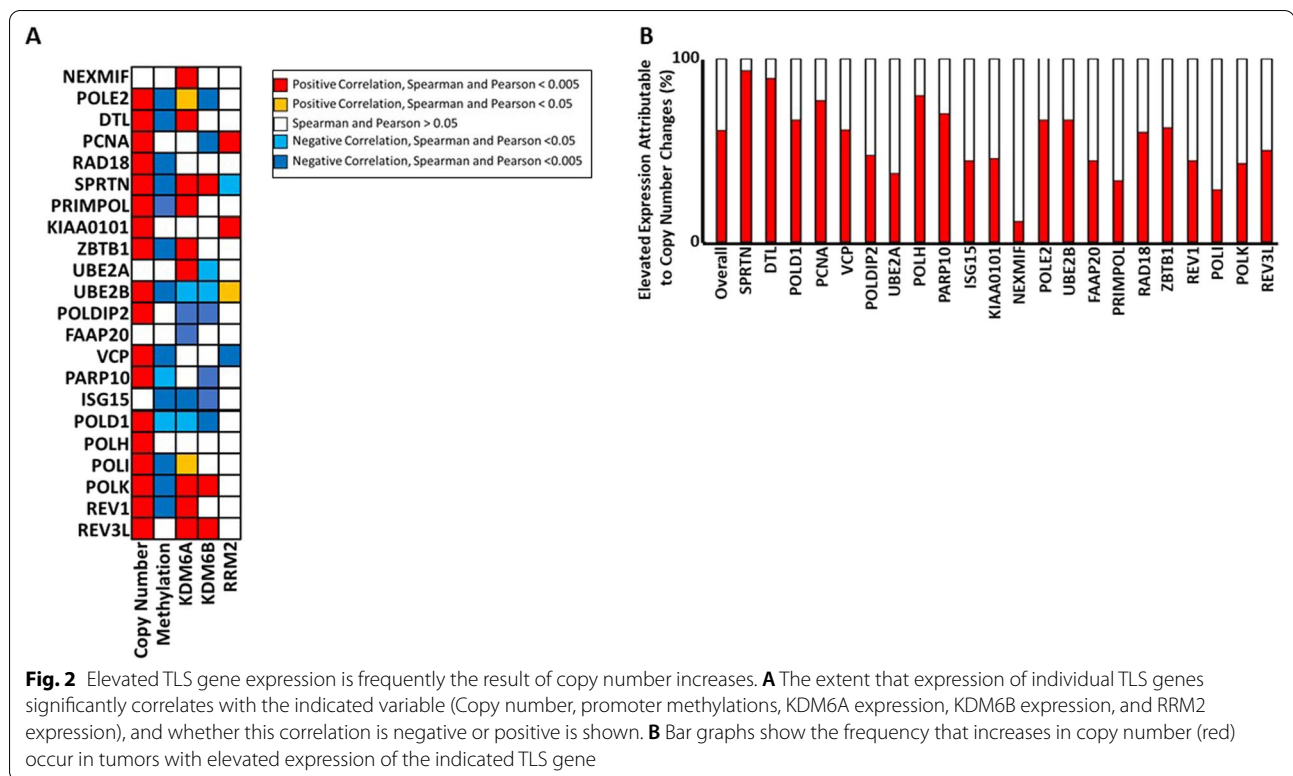 A
NEXMIF
POLE2
DTL
PCNA
RAD18
SPRTN
PRIMPOL
KIAA0101
ZBTB1
UBE2A
UBE2B
POLDIP2
FAAP20
VCP
PARP10
ISG15
POLD1
POLH
POLI
POLK
REV1
REV3L
Copy Number
Methylation
KDM6A
KDM6B
RRM2
Positive Correlation, Spearman and Pearson < 0.005
Positive Correlation, Spearman and Pearson < 0.05
Spearman and Pearson > 0.05
Negative Correlation, Spearman and Pearson <0.05
Negative Correlation, Spearman and Pearson <0.005
B
Elevated Expression Attributable
to Copy Number Changes (%)
100
0
Overall
SPRTN
DTL
POLD1
PCNA
VCP
POLDIP2
UBE2A
POLH
PARP10
ISG15
KIAA0101
NEXMIF
POLE2
UBE2B
FAAP20
PRIMPOL
RAD18
ZBTB1
REV1
POLI
POLK
REV3L
Fig. 2 Elevated TLS gene expression is frequently the result of copy number increases. A The extent that expression of individual TLS genes
significantly correlates with the indicated variable (Copy number, promoter methylations, KDM6A expression, KDM6B expression, and RRM2
expression), and whether this correlation is negative or positive is shown. B Bar graphs show the frequency that increases in copy number (red)
occur in tumors with elevated expression of the indicated TLS gene